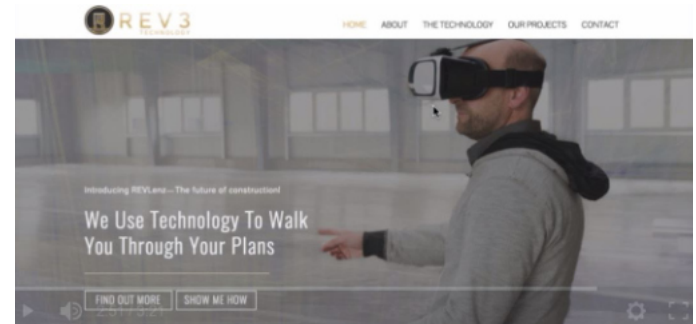 REV3
TECHNOLOGY
HOME ABOUT THE TECHNOLOGY OUR PROJECTS CONTACT
Introducing REVLenz—The future of construction!
We Use Technology To Walk
You Through Your Plans
FIND OUT MORE SHOW ME HOW